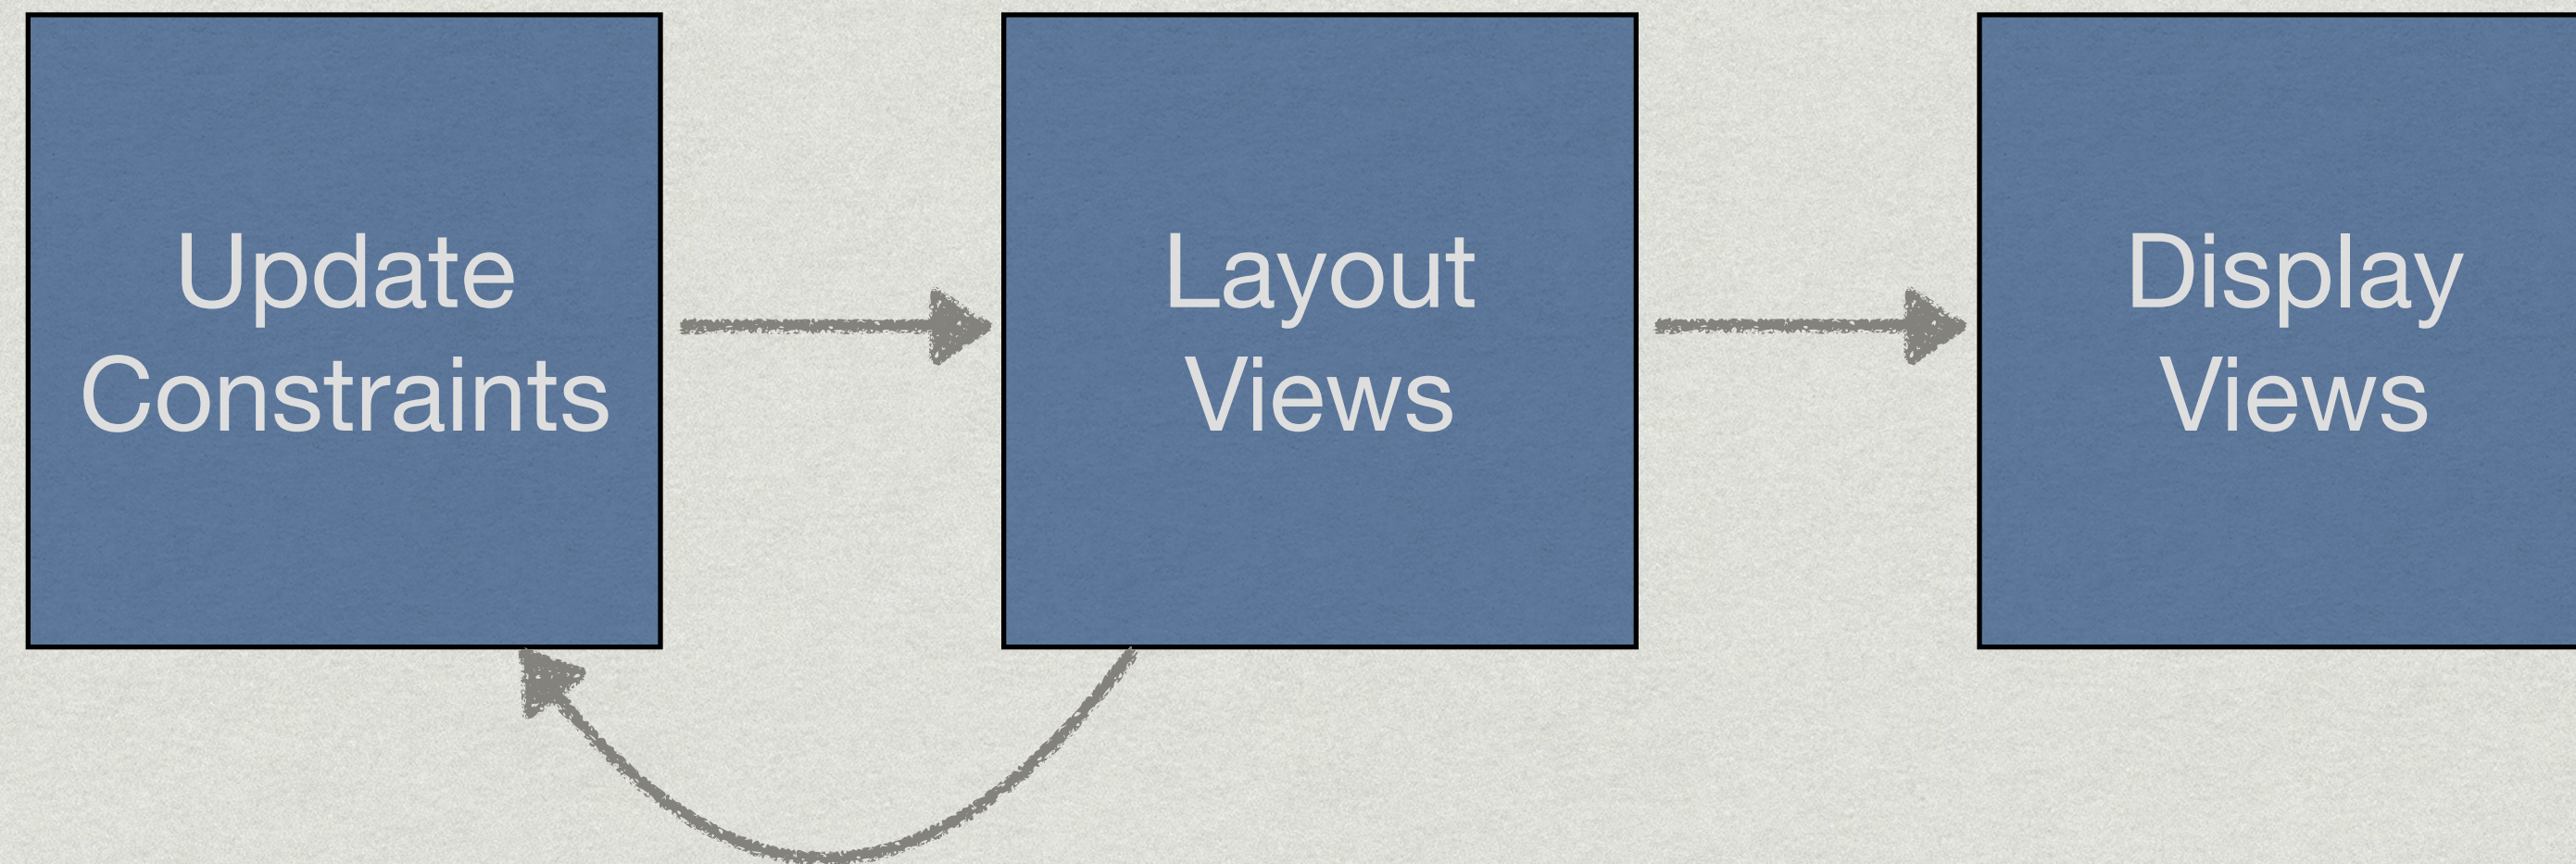 Update
Constraints
Layout
Views
Display
Views